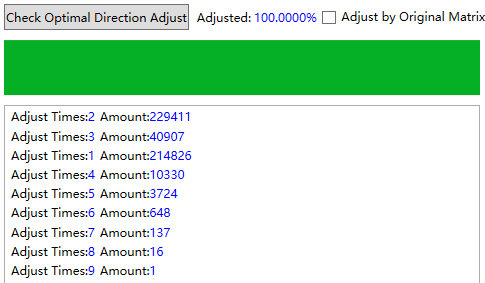 Check Optimal Direction Adjust Adjusted: 100.0000% Adjust by Original Matrix
Adjust Times:2 Amount:229411
Adjust Times:3 Amount:40907
Adjust Times:1 Amount:214826
Adjust Times:4 Amount:10330
Adjust Times:5 Amount:3724
Adjust Times:6 Amount:648
Adjust Times:7 Amount:137
Adjust Times:8 Amount:16
Adjust Times:9 Amount:1